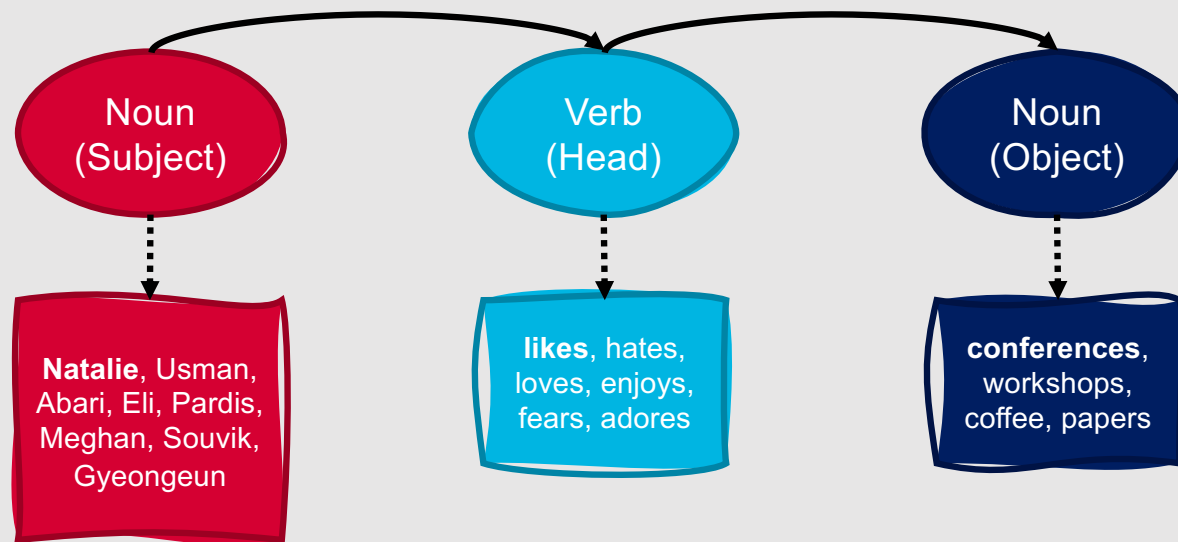 Noun
(Subject)
Verb
(Head)
Noun
(Object)
Natalie, Usman,
Abari, Eli, Pardis,
Meghan, Souvik,
Gyeongeun
likes, hates,
loves, enjoys,
fears, adores
conferences,
workshops,
coffee, papers